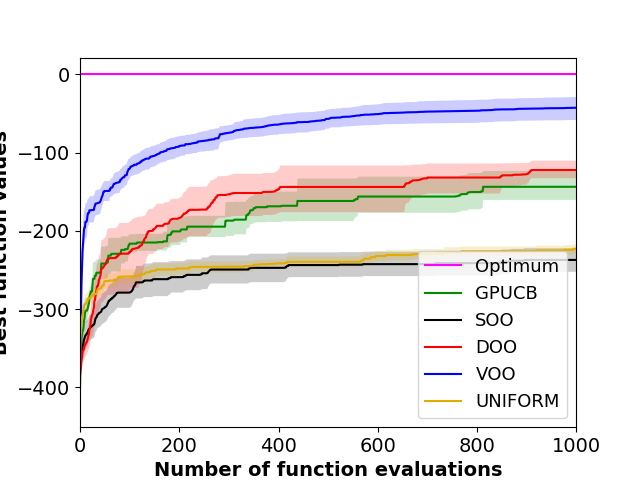 Best function values
0
−100
−200
−300
−400
0
200
400
600
800
1000
Number of function evaluations
Optimum
GPUCB
SOO
DOO
VOO
UNIFORM